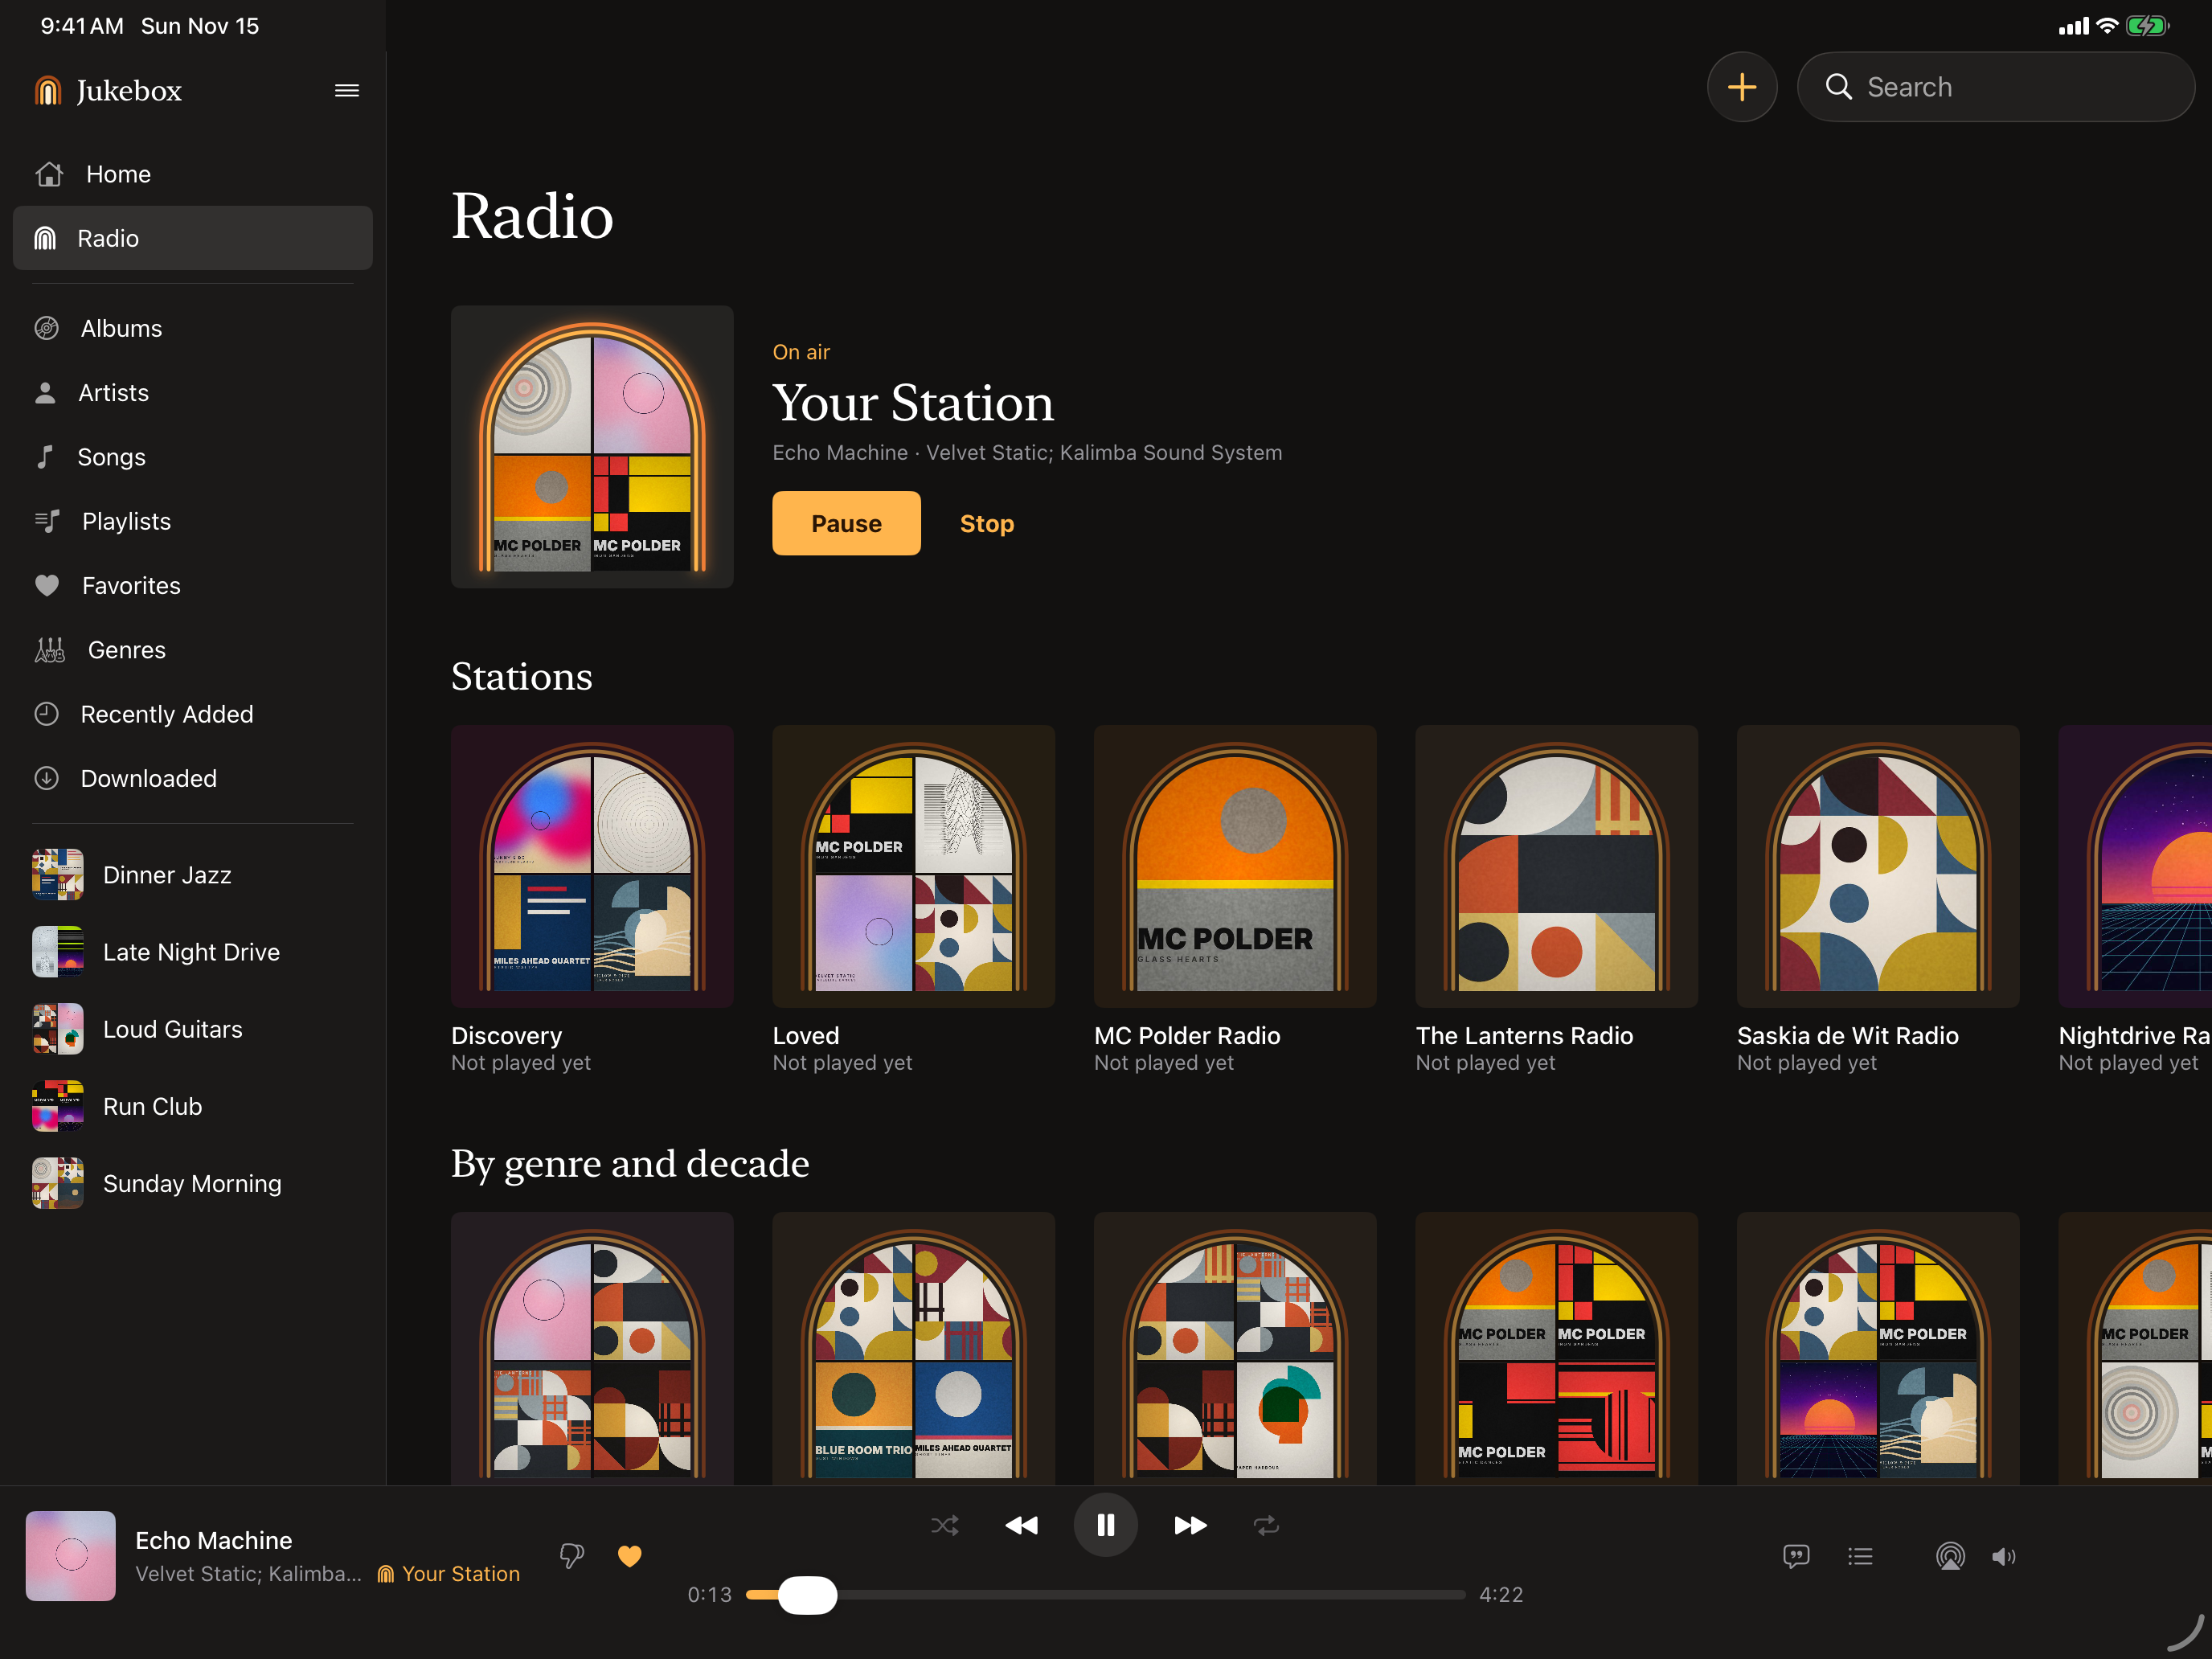 9:41 AM Sun Nov 15
Jukebox
Search
Home
Radio
Albums
Artists
Songs
Playlists
Favorites
Genres
Recently Added
Downloaded
Dinner Jazz
Late Night Drive
Loud Guitars
Run Club
Sunday Morning
Radio
MC POLDER
MC POLDER
On air
Your Station
Echo Machine · Velvet Static; Kalimba Sound System
Pause
Stop
Stations
MILES AHEAD QUARTET
MC POLDER
VELVET STATIC
MC POLDER
GLASS HEARTS
Discovery
Not played yet
Loved
Not played yet
MC Polder Radio
Not played yet
The Lanterns Radio
Not played yet
Saskia de Wit Radio
Not played yet
Nightdrive Ra
Not played yet
By genre and decade
BLUE ROOM TRIO
MILES AHEAD QUARTET
MC POLDER
MC POLDER
MC POLDER
MC POLDER
MC POLDER
Echo Machine
Velvet Static; Kalimba...
Your Station
0:13
4:22